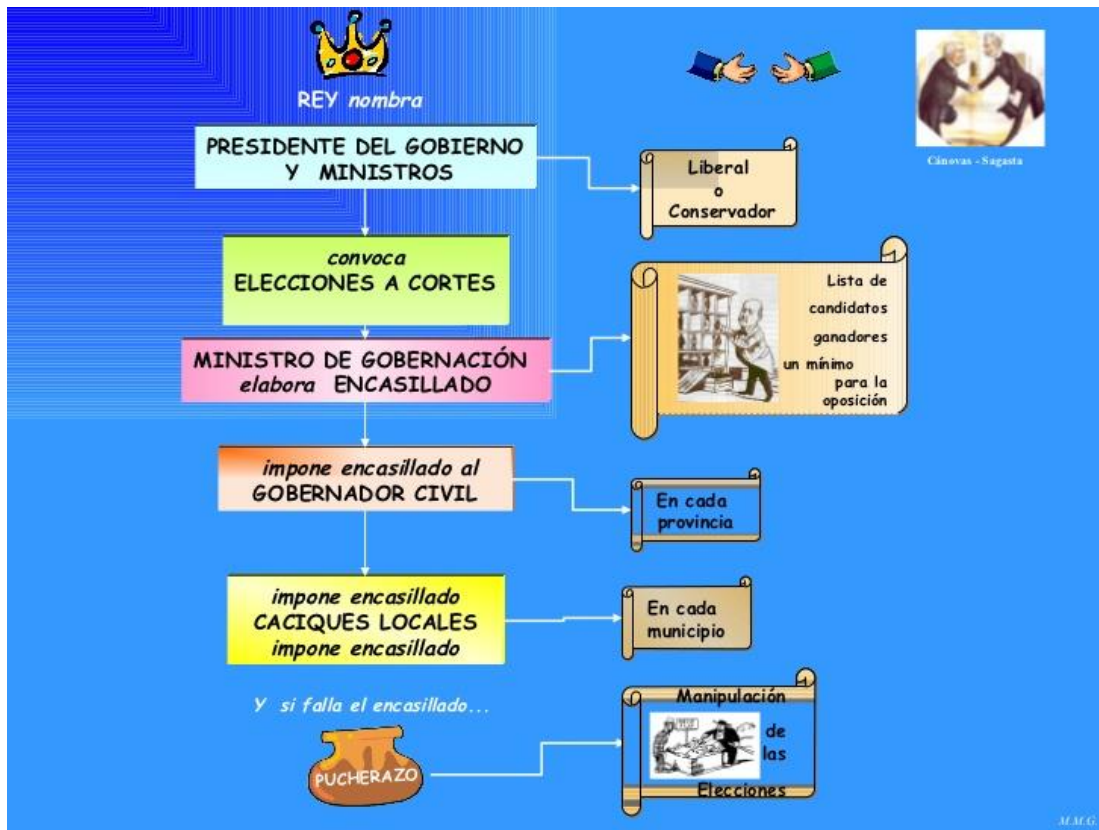 REY nombra
PRESIDENTE DEL GOBIERNO
Y MINISTROS
Liberal
o
Conservador
Cánovas - Sagasta
convoca
ELECCIONES A CORTES
MINISTRO DE GOBERNACIÓN
elabora ENCASILLADO
Lista de
candidatos
ganadores
un mínimo
para la
oposición
impone encasillado al
GOBERNADOR CIVIL
En cada
provincia
impone encasillado
CACIQUES LOCALES
impone encasillado
En cada
municipio
Y si falla el encasillado...
PUCHERAZO
Manipulación
de
las
Elecciones
M.M.G.